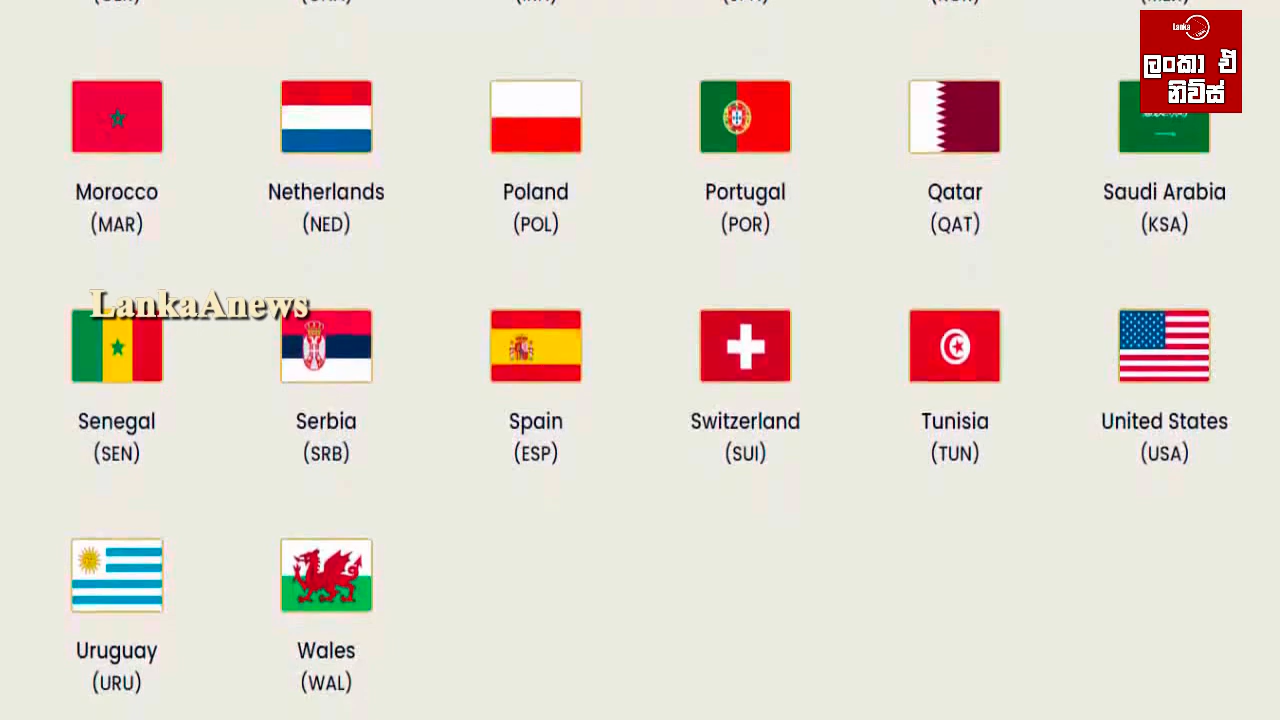 Lanka
ලංකා ඒ
නිව්ස්
Morocco Netherlands Poland Portugal Qatar Saudi Arabia
(MAR) (NED) (POL) (POR) (QAT) (KSA)
LankaAnews
Senegal Serbia Spain Switzerland Tunisia United States
(SEN) (SRB) (ESP) (SUI) (TUN) (USA)
Uruguay Wales
(URU) (WAL)